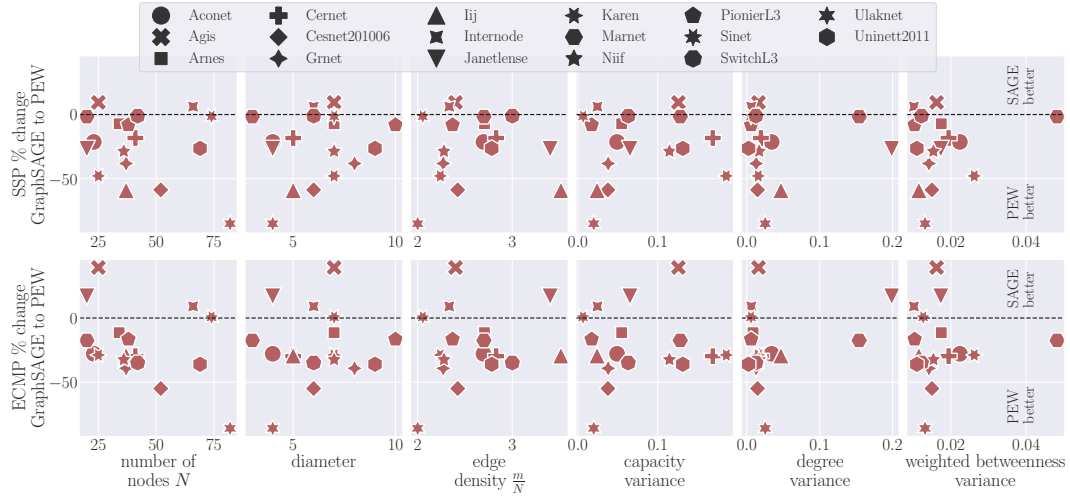 Aconet
Agis
Arnes
Cernet
Cesnet201006
Grnet
Iij
Internode
Janetlense
Karen
Marnet
Niif
PionierL3
Sinet
SwitchL3
Ulaknet
Uninett2011
SSP % change
GraphSAGE to PEW
0
−50
SAGE
better
PEW
better
25 50 75
5 10
2 3
0.0 0.1
0.0 0.1 0.2
0.02 0.04
ECMP % change
GraphSAGE to PEW
0
−50
SAGE
better
PEW
better
25 50 75
5 10
2 3
0.0 0.1
0.0 0.1 0.2
0.02 0.04
number of
nodes N
diameter
edge
density m/N
capacity
variance
degree
variance
weighted betweenness
variance